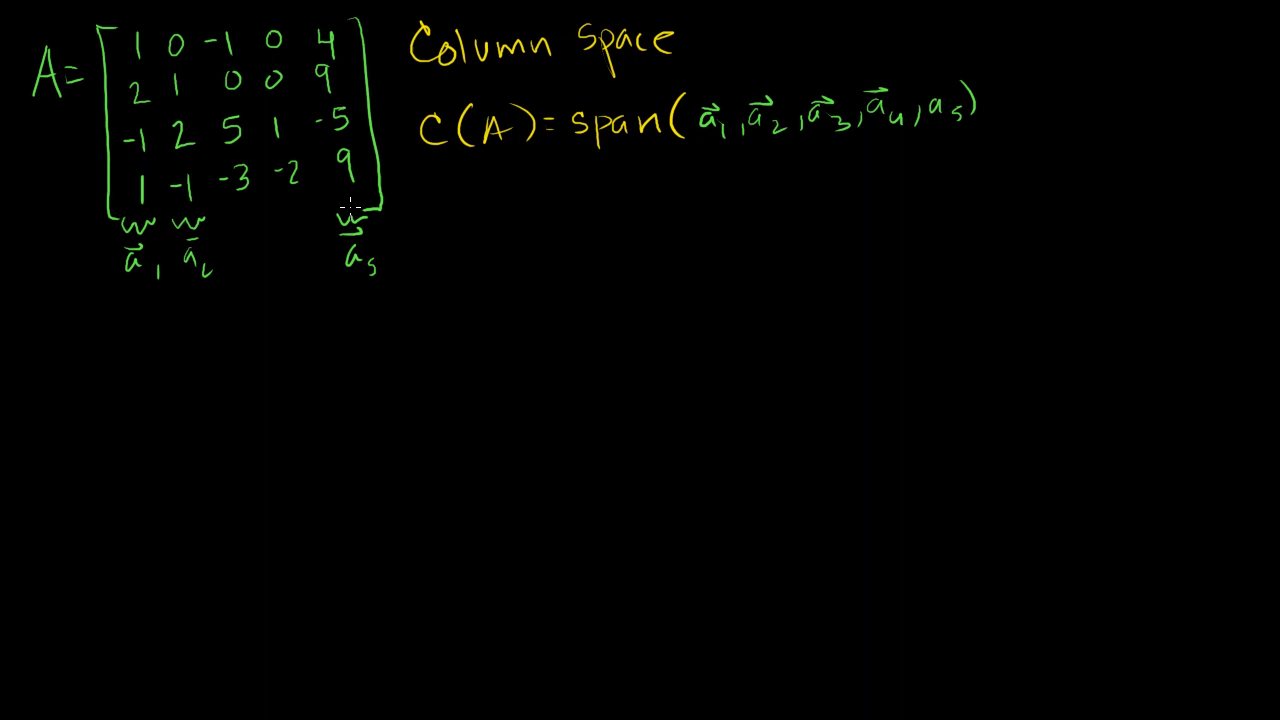 A = [ 1 0 -1 0 4
2 1 0 0 9
-1 2 5 1 -5
1 -1 -3 -2 9 ]
a⃗₁ a⃗₂ a⃗₅
Column space
C(A) = span( a⃗₁, a⃗₂, a⃗₃, a⃗₄, a₅)